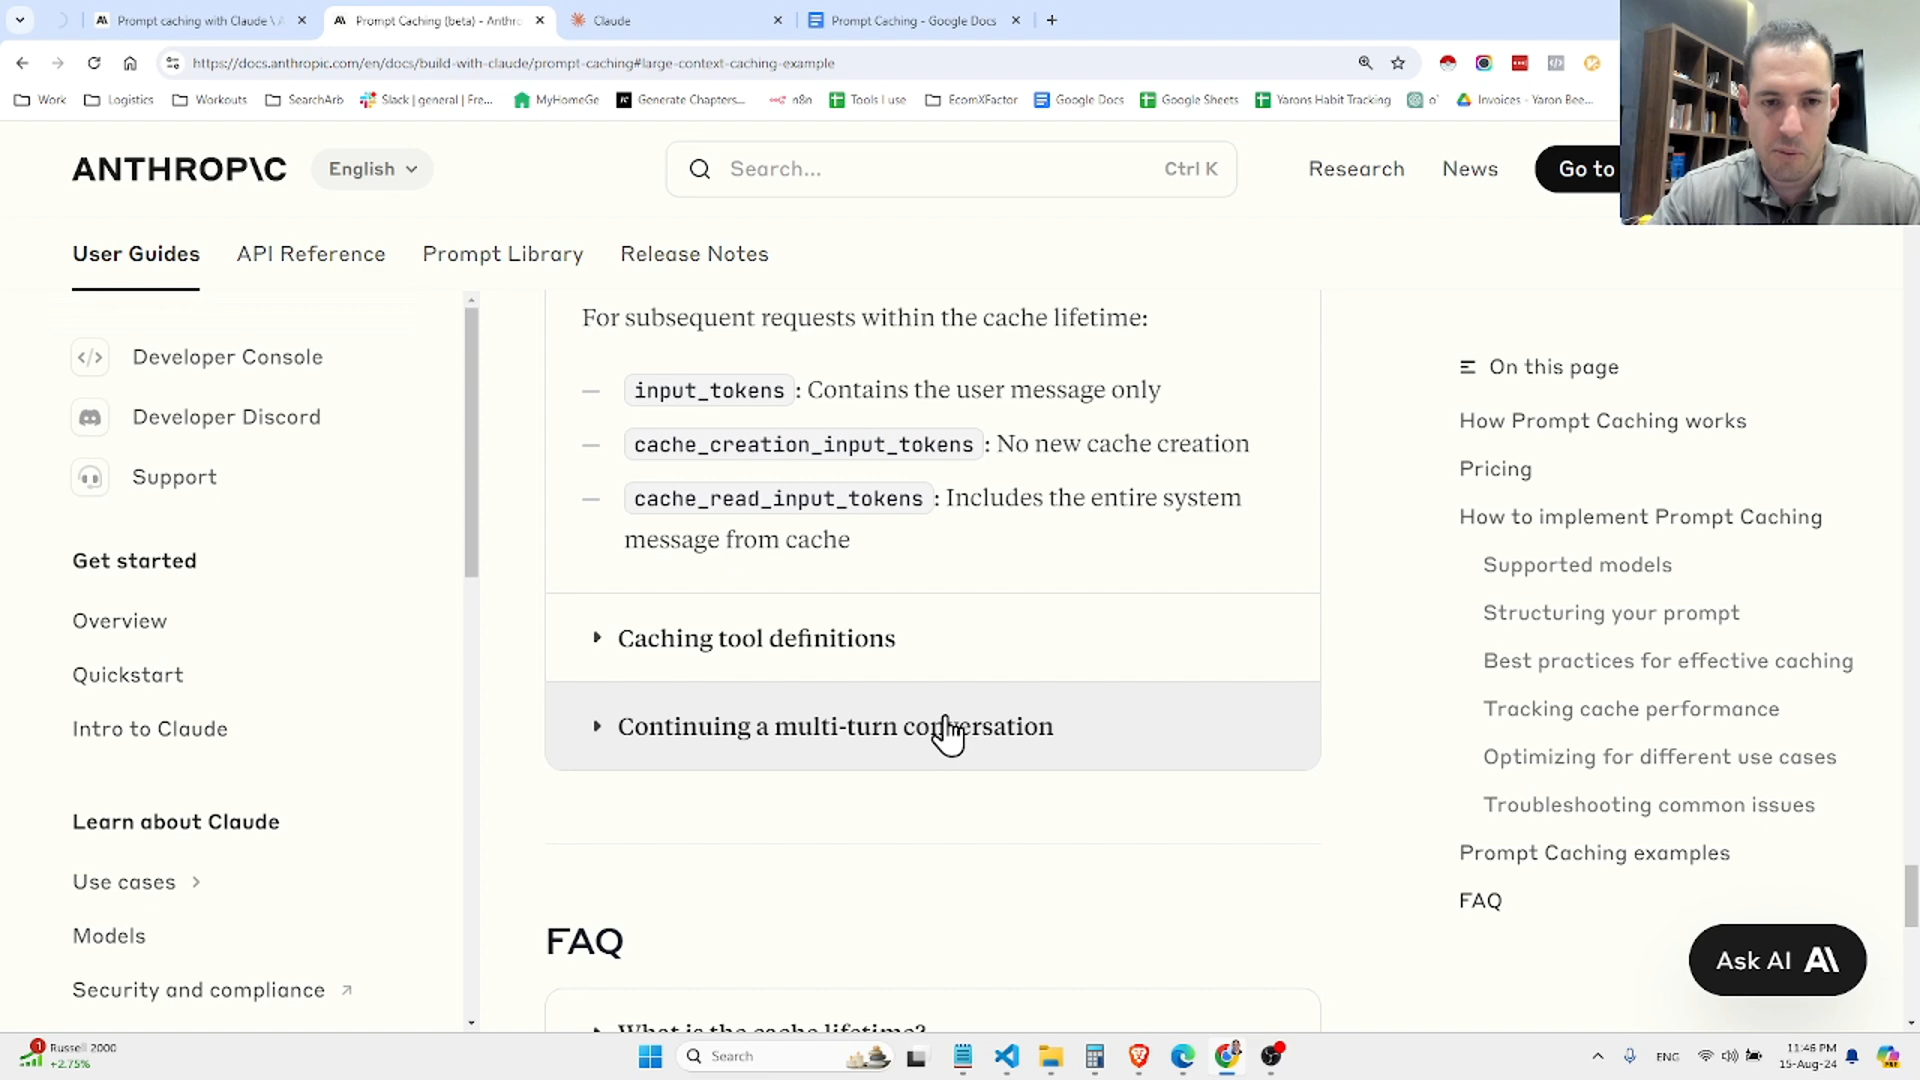 Prompt caching with Claude \ A
Prompt Caching (beta) - Anthro
Claude
Prompt Caching - Google Docs
https://docs.anthropic.com/en/docs/build-with-claude/prompt-caching#large-context-caching-example
Work
Logistics
Workouts
SearchArb
Slack | general | Fre...
MyHomeGe
Generate Chapters...
n8n
Tools I use
EcomXFactor
Google Docs
Google Sheets
Yarons Habit Tracking
o'
Invoices - Yaron Bee...
ANTHROP\C
English
Search...
Ctrl K
Research
News
Go to
User Guides
API Reference
Prompt Library
Release Notes
Developer Console
Developer Discord
Support
Get started
Overview
Quickstart
Intro to Claude
Learn about Claude
Use cases
Models
Security and compliance
For subsequent requests within the cache lifetime:
— input_tokens : Contains the user message only
— cache_creation_input_tokens : No new cache creation
— cache_read_input_tokens : Includes the entire system
message from cache
Caching tool definitions
Continuing a multi-turn conversation
FAQ
What is the cache lifetime?
On this page
How Prompt Caching works
Pricing
How to implement Prompt Caching
Supported models
Structuring your prompt
Best practices for effective caching
Tracking cache performance
Optimizing for different use cases
Troubleshooting common issues
Prompt Caching examples
FAQ
Ask AI A\
1
Russell 2000
+2.75%
Search
ENG
11:46 PM
15-Aug-24